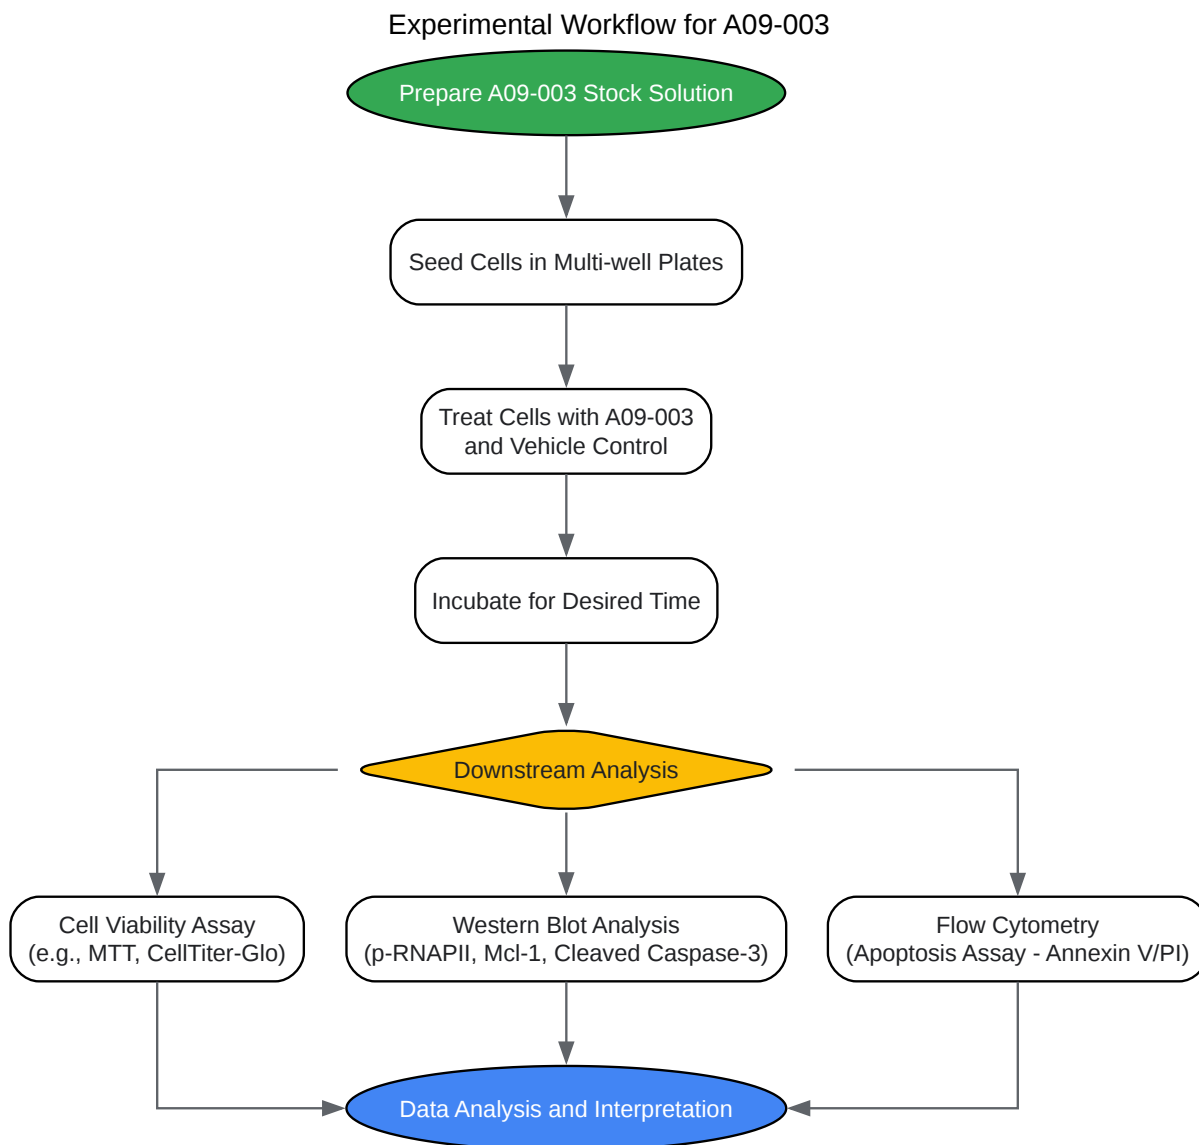 Experimental Workflow for A09-003
Prepare A09-003 Stock Solution
Seed Cells in Multi-well Plates
Treat Cells with A09-003
and Vehicle Control
Incubate for Desired Time
Downstream Analysis
Cell Viability Assay
(e.g., MTT, CellTiter-Glo)
Western Blot Analysis
(p-RNAPII, Mcl-1, Cleaved Caspase-3)
Flow Cytometry
(Apoptosis Assay - Annexin V/PI)
Data Analysis and Interpretation